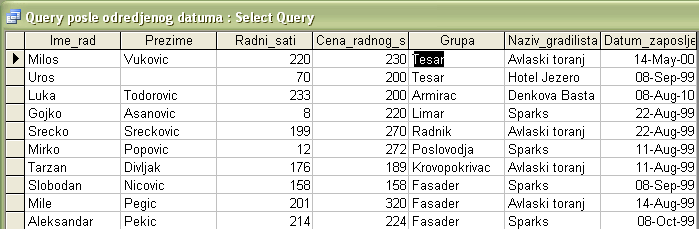 Query posle odredjenog datuma : Select Query
Ime_rad Prezime Radni_sati Cena_radnog_s Grupa Naziv_gradilista Datum_zaposle
Milos Vukovic 220 230 Tesar Avlaski toranj 14-May-00
Uros 70 200 Tesar Hotel Jezero 08-Sep-99
Luka Todorovic 233 200 Armirac Denkova Basta 08-Aug-10
Gojko Asanovic 8 220 Limar Sparks 22-Aug-99
Srecko Sreckovic 199 270 Radnik Avlaski toranj 22-Aug-99
Mirko Popovic 12 272 Poslovodja Sparks 11-Aug-99
Tarzan Divljak 176 189 Krovopokrivac Avlaski toranj 11-Aug-99
Slobodan Nicovic 158 158 Fasader Sparks 08-Sep-99
Mile Pegic 201 320 Fasader Avlaski toranj 14-Aug-99
Aleksandar Pekic 214 224 Fasader Sparks 08-Oct-99